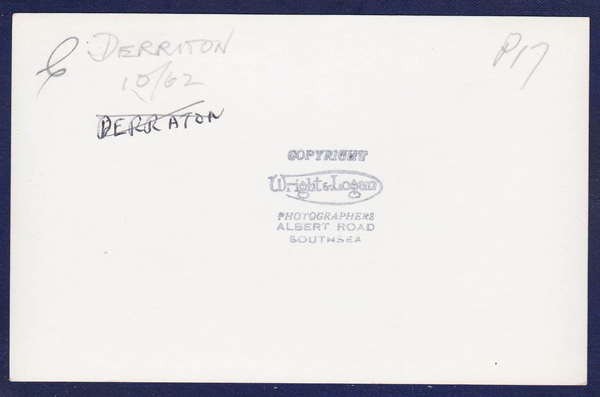 DERRITON
10/62
P17
DERRATON
COPYRIGHT
Wright & Logan
PHOTOGRAPHERS
ALBERT ROAD
SOUTHSEA